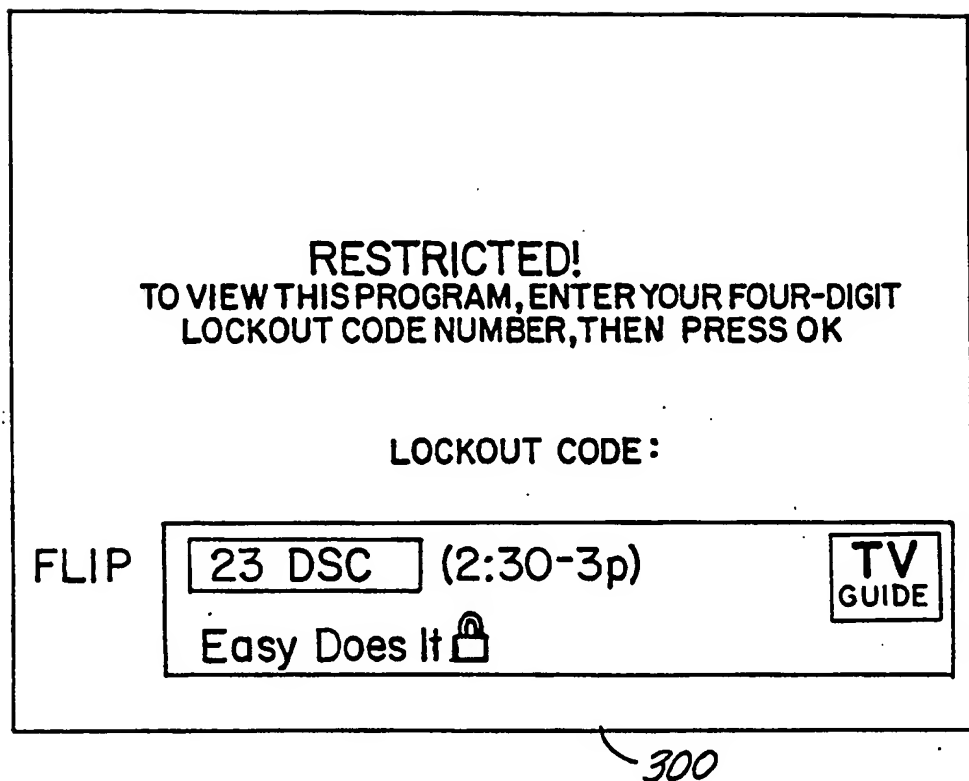 RESTRICTED!
TO VIEW THIS PROGRAM, ENTER YOUR FOUR-DIGIT
LOCKOUT CODE NUMBER, THEN PRESS OK
LOCKOUT CODE:
FLIP 23 DSC (2:30-3p) TV
GUIDE
Easy Does It
300